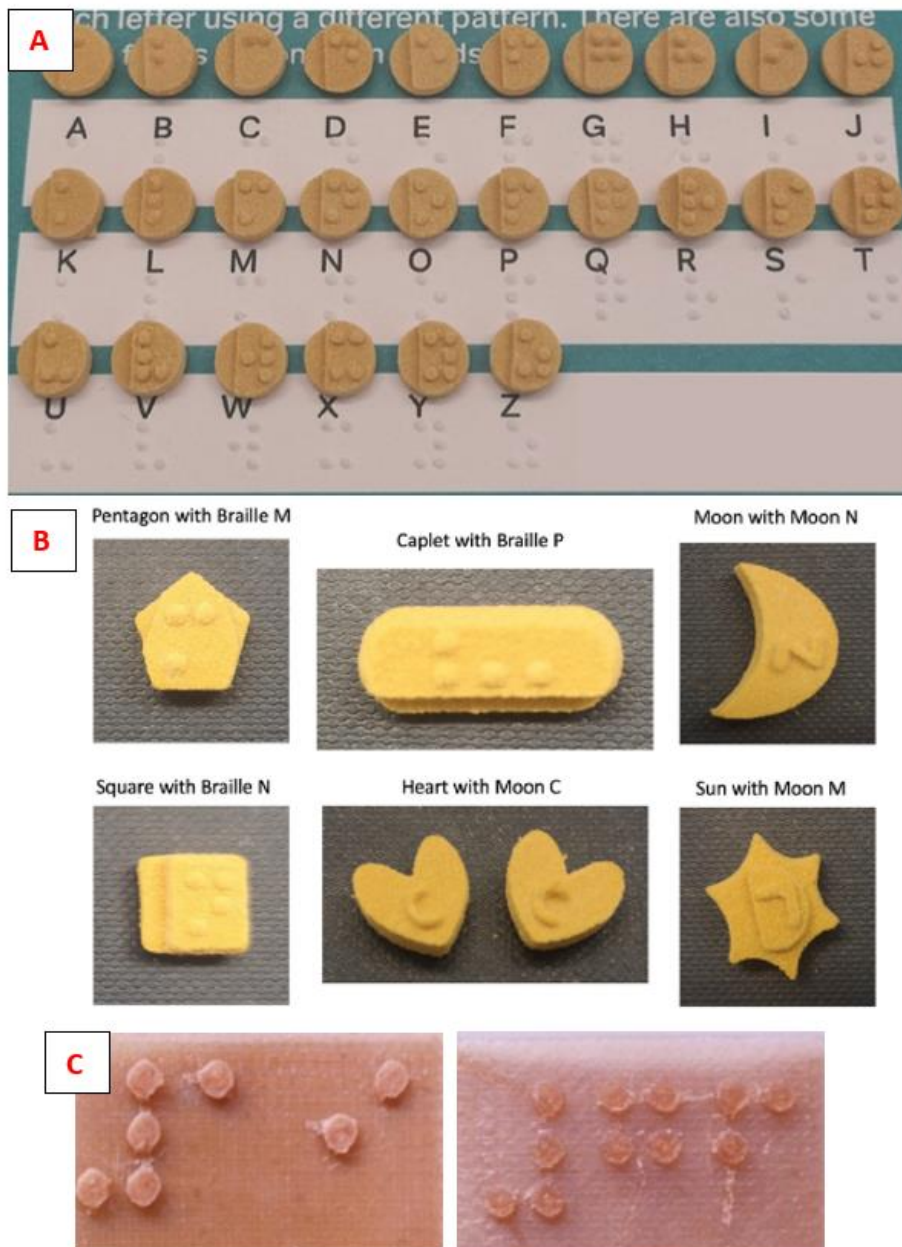 A
ch letter using a different pattern. There are also some
A B C D E F G H I J
K L M N O P Q R S T
U V W X Y Z
B
Pentagon with Braille M
Caplet with Braille P
Moon with Moon N
Square with Braille N
Heart with Moon C
Sun with Moon M
C